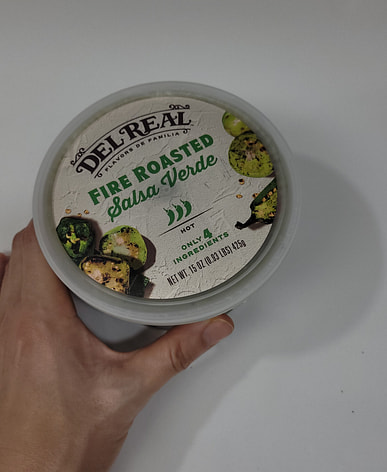 DEL REAL
FLAVORS DE FAMILIA
FIRE ROASTED
Salsa Verde
HOT
ONLY 4
INGREDIENTS
NET WT. 15 OZ (0.93 LBS) 425g